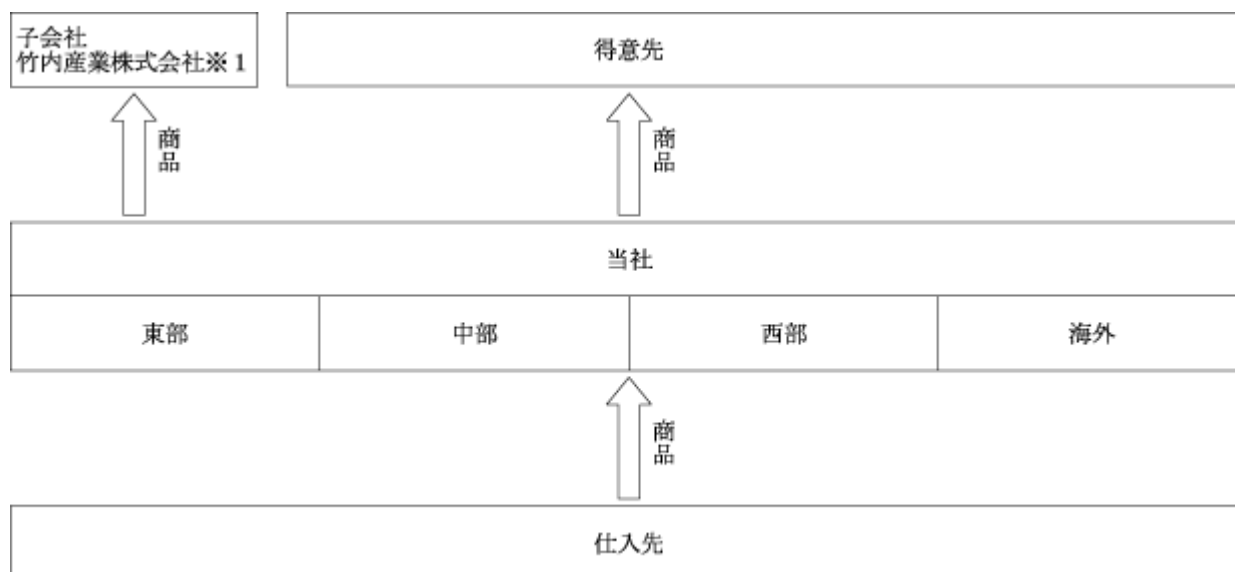 子会社
竹内産業株式会社※1
得意先
商品
商品
当社
東部
中部
西部
海外
商品
仕入先